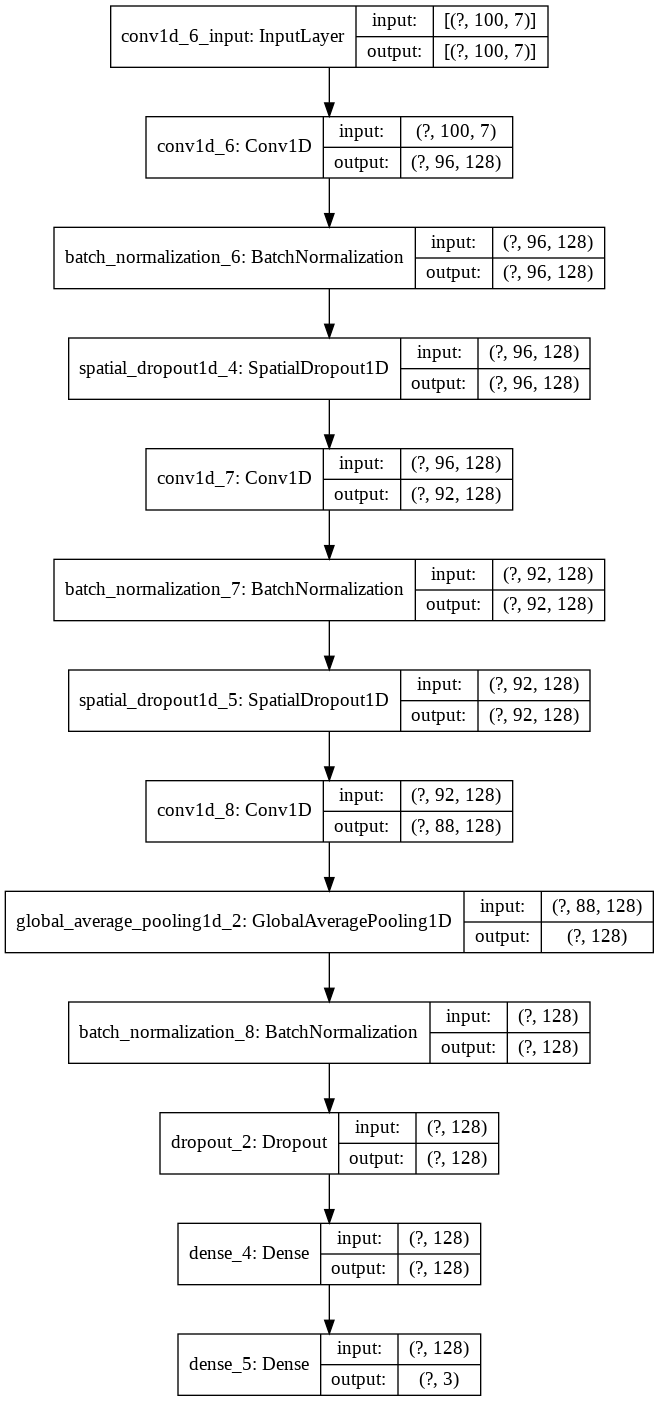 conv1d_6_input: InputLayer input: [(?, 100, 7)]
output: [(?, 100, 7)]
conv1d_6: Conv1D input: (?, 100, 7)
output: (?, 96, 128)
batch_normalization_6: BatchNormalization input: (?, 96, 128)
output: (?, 96, 128)
spatial_dropout1d_4: SpatialDropout1D input: (?, 96, 128)
output: (?, 96, 128)
conv1d_7: Conv1D input: (?, 96, 128)
output: (?, 92, 128)
batch_normalization_7: BatchNormalization input: (?, 92, 128)
output: (?, 92, 128)
spatial_dropout1d_5: SpatialDropout1D input: (?, 92, 128)
output: (?, 92, 128)
conv1d_8: Conv1D input: (?, 92, 128)
output: (?, 88, 128)
global_average_pooling1d_2: GlobalAveragePooling1D input: (?, 88, 128)
output: (?, 128)
batch_normalization_8: BatchNormalization input: (?, 128)
output: (?, 128)
dropout_2: Dropout input: (?, 128)
output: (?, 128)
dense_4: Dense input: (?, 128)
output: (?, 128)
dense_5: Dense input: (?, 128)
output: (?, 3)